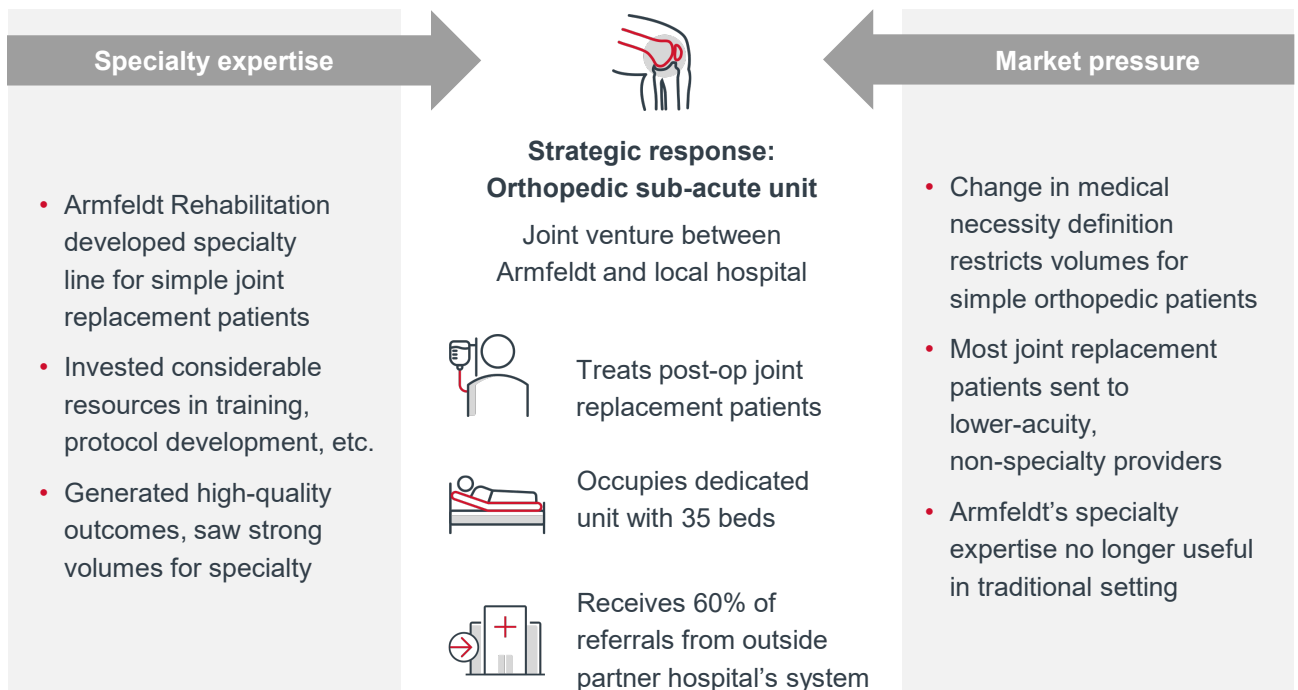 Specialty expertise
• Armfeldt Rehabilitation
developed specialty
line for simple joint
replacement patients
• Invested considerable
resources in training,
protocol development, etc.
• Generated high-quality
outcomes, saw strong
volumes for specialty
Strategic response:
Orthopedic sub-acute unit
Joint venture between
Armfeldt and local hospital
Treats post-op joint
replacement patients
Occupies dedicated
unit with 35 beds
Receives 60% of
referrals from outside
partner hospital’s system
Market pressure
• Change in medical
necessity definition
restricts volumes for
simple orthopedic patients
• Most joint replacement
patients sent to
lower-acuity,
non-specialty providers
• Armfeldt’s specialty
expertise no longer useful
in traditional setting